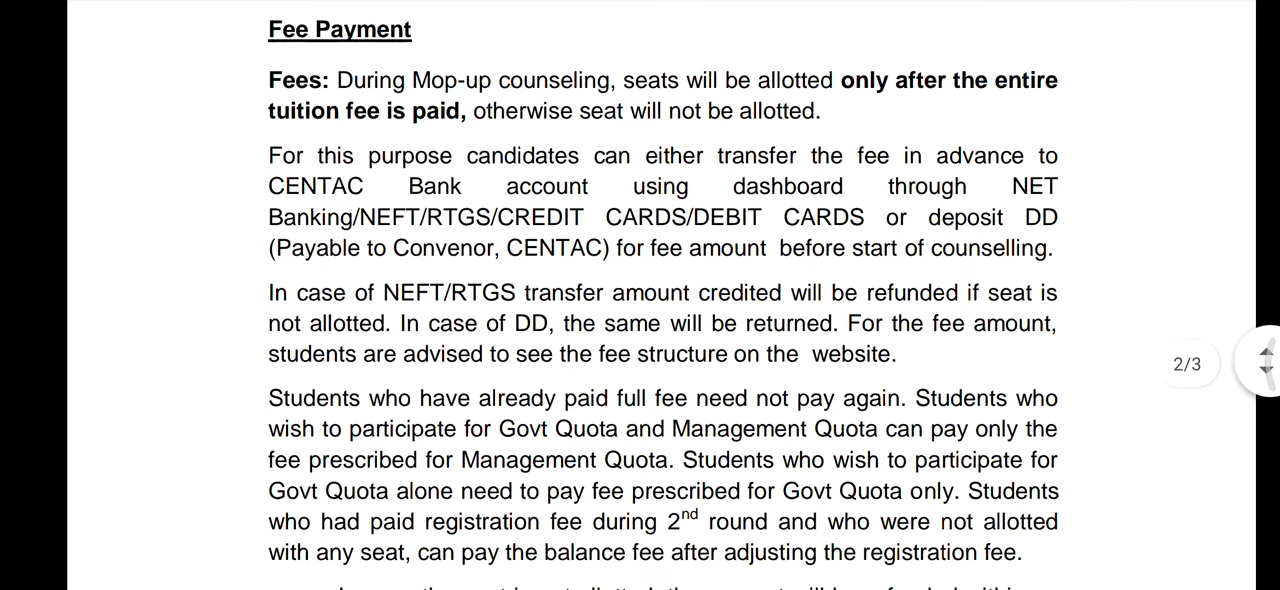 Fee Payment
Fees: During Mop-up counseling, seats will be allotted only after the entire
tuition fee is paid, otherwise seat will not be allotted.
For this purpose candidates can either transfer the fee in advance to
CENTAC Bank account using dashboard through NET
Banking/NEFT/RTGS/CREDIT CARDS/DEBIT CARDS or deposit DD
(Payable to Convenor, CENTAC) for fee amount before start of counselling.
In case of NEFT/RTGS transfer amount credited will be refunded if seat is
not allotted. In case of DD, the same will be returned. For the fee amount,
students are advised to see the fee structure on the website.
2/3
Students who have already paid full fee need not pay again. Students who
wish to participate for Govt Quota and Management Quota can pay only the
fee prescribed for Management Quota. Students who wish to participate for
Govt Quota alone need to pay fee prescribed for Govt Quota only. Students
who had paid registration fee during 2nd round and who were not allotted
with any seat, can pay the balance fee after adjusting the registration fee.